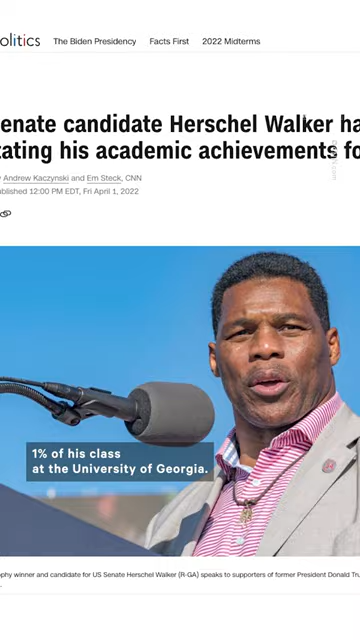 olitics The Biden Presidency Facts First 2022 Midterms
enate candidate Herschel Walker ha
tating his academic achievements fo
y Andrew Kaczynski and Em Steck, CNN
ublished 12:00 PM EDT, Fri April 1, 2022
1% of his class
at the University of Georgia.
ophy winner and candidate for US Senate Herschel Walker (R-GA) speaks to supporters of former President Donald Tru